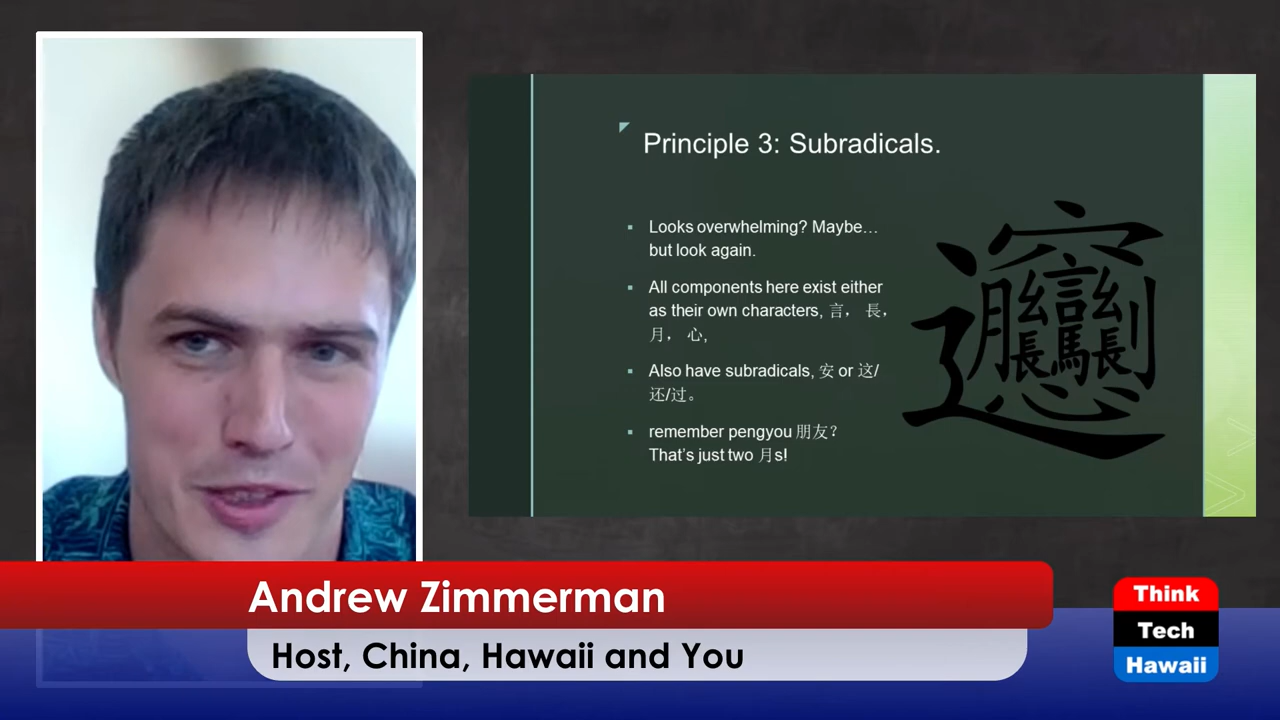 Principle 3: Subradicals.
Looks overwhelming? Maybe…
but look again.
All components here exist either
as their own characters, 言， 長，
月， 心,
Also have subradicals, 安 or 这/
还/过。
remember pengyou 朋友?
That's just two 月s!
𰻞
Andrew Zimmerman
Host, China, Hawaii and You
Think
Tech
Hawaii